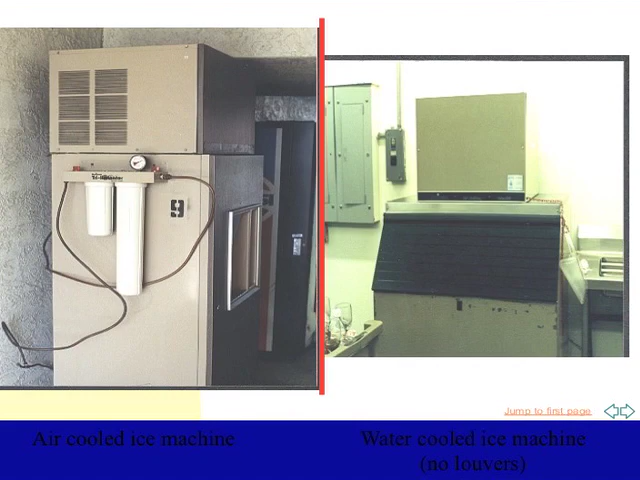 Jump to first page
Air cooled ice machine
Water cooled ice machine
(no louvers)